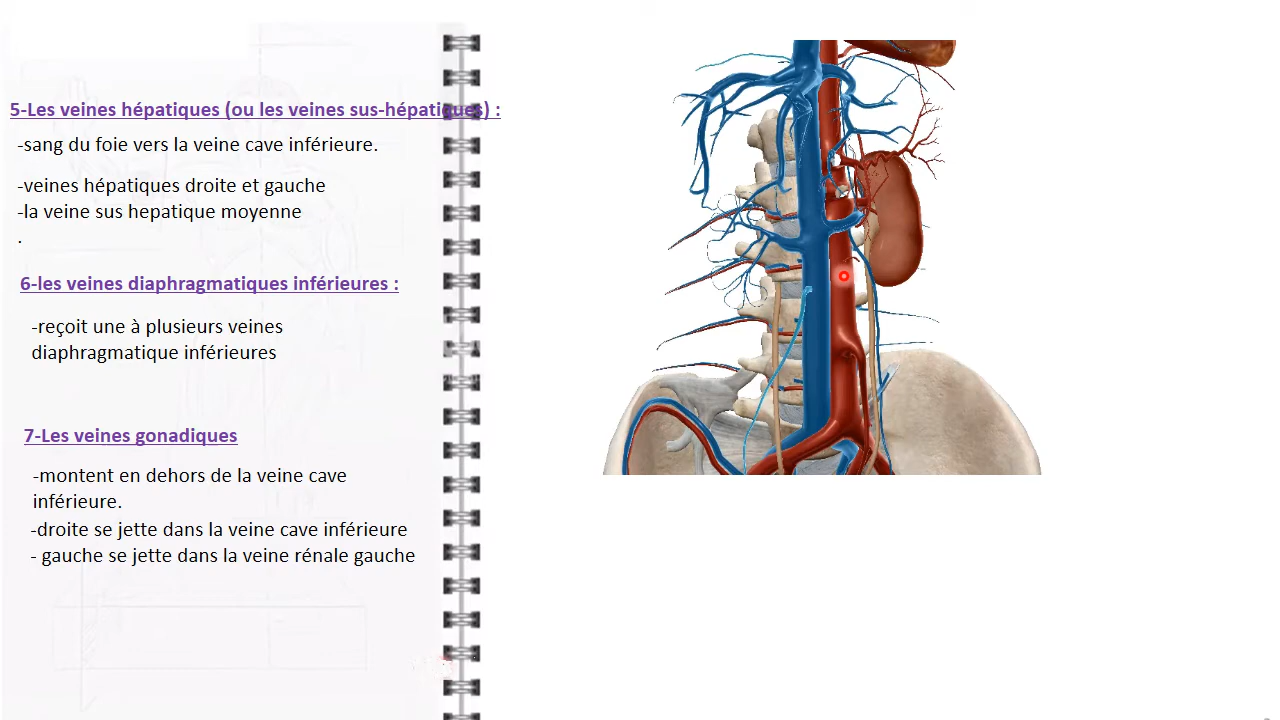 5-Les veines hépatiques (ou les veines sus-hépatiques) :
-sang du foie vers la veine cave inférieure.
-veines hépatiques droite et gauche
-la veine sus hepatique moyenne
.
6-les veines diaphragmatiques inférieures :
-reçoit une à plusieurs veines
diaphragmatique inférieures
7-Les veines gonadiques
-montent en dehors de la veine cave
inférieure.
-droite se jette dans la veine cave inférieure
- gauche se jette dans la veine rénale gauche